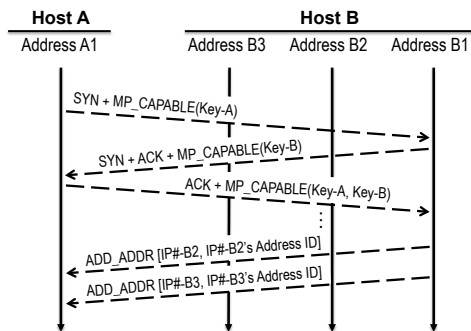 Host A
Host B
Address A1
Address B3
Address B2
Address B1
SYN + MP_CAPABLE(Key-A)
SYN + ACK + MP_CAPABLE(Key-B)
ACK + MP_CAPABLE(Key-A, Key-B)
...
ADD_ADDR [IP#-B2, IP#-B2's Address ID]
ADD_ADDR [IP#-B3, IP#-B3's Address ID]